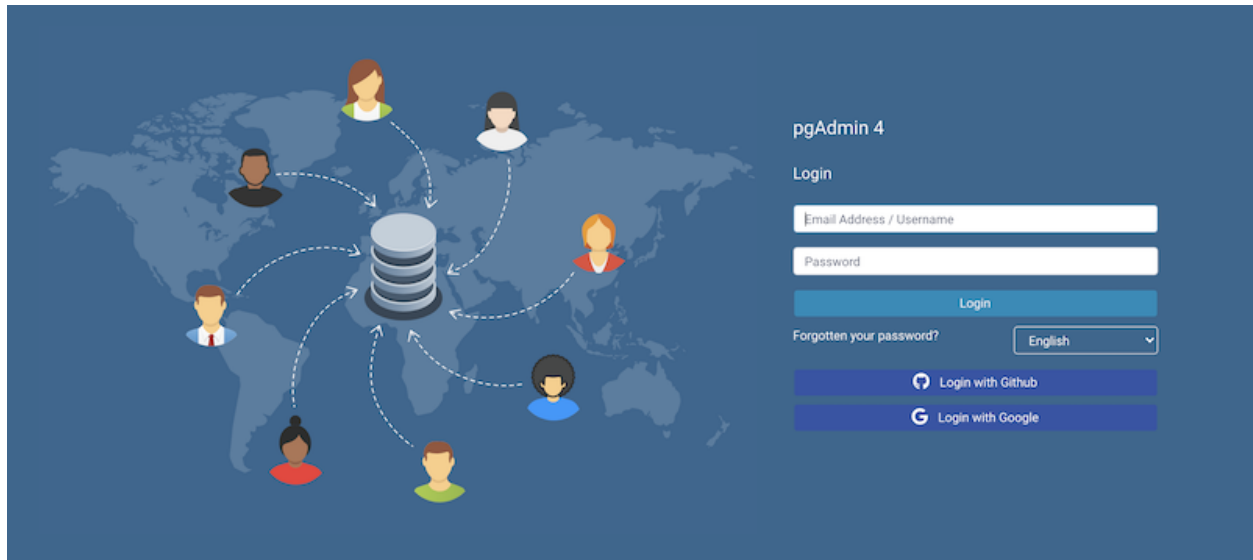 pgAdmin 4
Login
Email Address / Username
Password
Login
Forgotten your password?
English
Login with Github
Login with Google